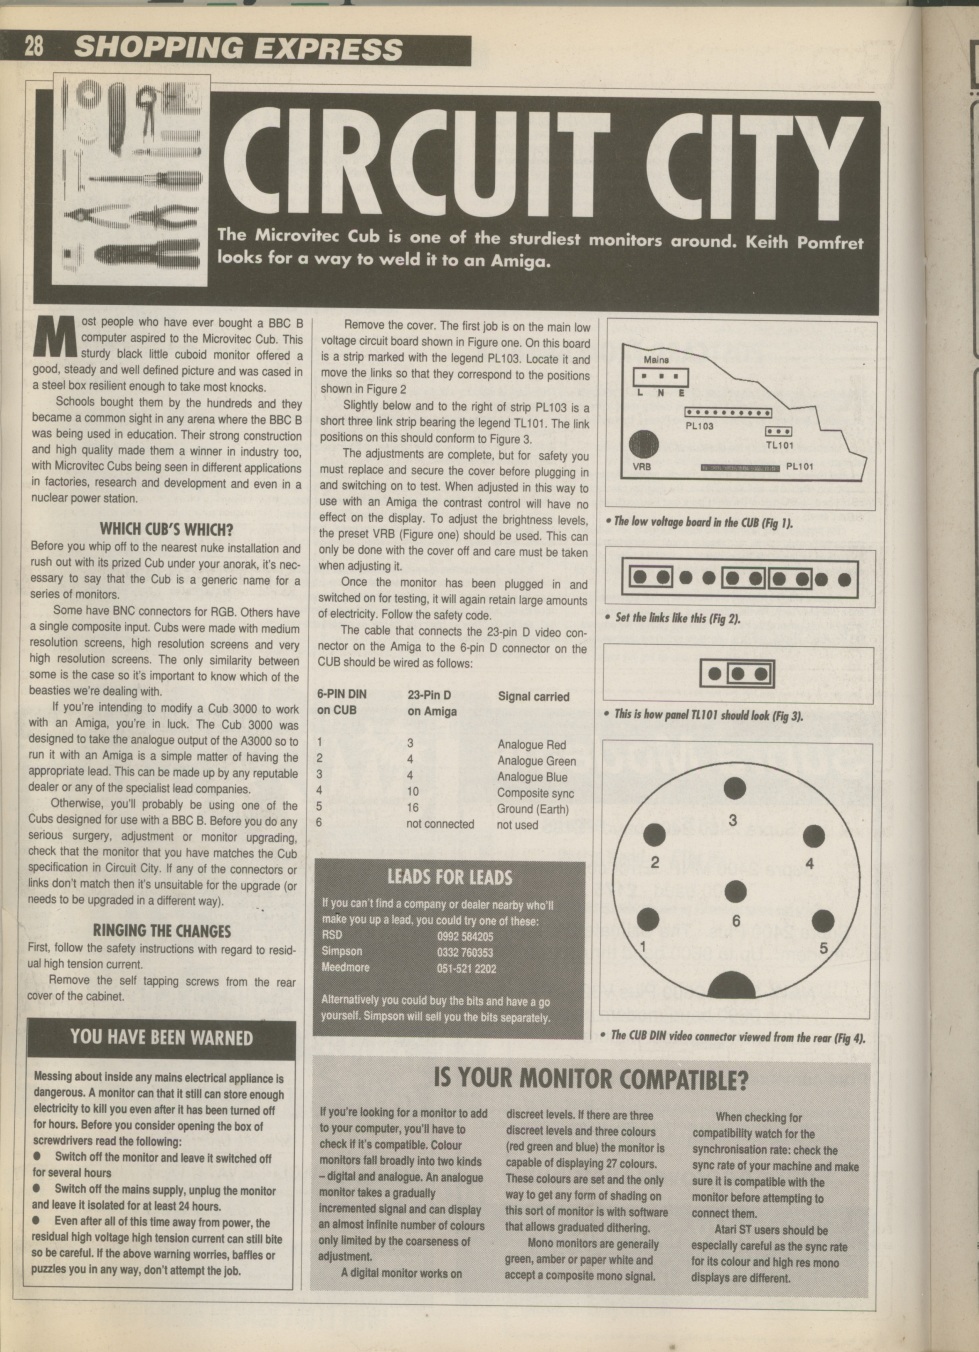 28 SHOPPING EXPRESS
CIRCUIT CITY
The Microvitec Cub is one of the sturdiest monitors around. Keith Pomfret
looks for a way to weld it to an Amiga.
Most people who have ever bought a BBC B
computer aspired to the Microvitec Cub. This
sturdy black little cuboid monitor offered a
good, steady and well defined picture and was cased in
a steel box resilient enough to take most knocks.
Schools bought them by the hundreds and they
became a common sight in any arena where the BBC B
was being used in education. Their strong construction
and high quality made them a winner in industry too,
with Microvitec Cubs being seen in different applications
in factories, research and development and even in a
nuclear power station.
WHICH CUB'S WHICH?
Before you whip off to the nearest nuke installation and
rush out with its prized Cub under your anorak, it's nec-
essary to say that the Cub is a generic name for a
series of monitors.
Some have BNC connectors for RGB. Others have
a single composite input. Cubs were made with medium
resolution screens, high resolution screens and very
high resolution screens. The only similarity between
some is the case so it's important to know which of the
beasties we're dealing with.
If you're intending to modify a Cub 3000 to work
with an Amiga, you're in luck. The Cub 3000 was
designed to take the analogue output of the A3000 so to
run it with an Amiga is a simple matter of having the
appropriate lead. This can be made up by any reputable
dealer or any of the specialist lead companies.
Otherwise, you'll probably be using one of the
Cubs designed for use with a BBC B. Before you do any
serious surgery, adjustment or monitor upgrading,
check that the monitor that you have matches the Cub
specification in Circuit City. If any of the connectors or
links don't match then it's unsuitable for the upgrade (or
needs to be upgraded in a different way).
RINGING THE CHANGES
First, follow the safety instructions with regard to resid-
ual high tension current.
Remove the self tapping screws from the rear
cover of the cabinet.
YOU HAVE BEEN WARNED
Messing about inside any mains electrical appliance is
dangerous. A monitor can that it still can store enough
electricity to kill you even after it has been turned off
for hours. Before you consider opening the box of
screwdrivers read the following:
● Switch off the monitor and leave it switched off
for several hours
● Switch off the mains supply, unplug the monitor
and leave it isolated for at least 24 hours.
● Even after all of this time away from power, the
residual high voltage high tension current can still bite
so be careful. If the above warning worries, baffles or
puzzles you in any way, don't attempt the job.
Remove the cover. The first job is on the main low
voltage circuit board shown in Figure one. On this board
is a strip marked with the legend PL103. Locate it and
move the links so that they correspond to the positions
shown in Figure 2
Slightly below and to the right of strip PL103 is a
short three link strip bearing the legend TL101. The link
positions on this should conform to Figure 3.
The adjustments are complete, but for safety you
must replace and secure the cover before plugging in
and switching on to test. When adjusted in this way to
use with an Amiga the contrast control will have no
effect on the display. To adjust the brightness levels,
the preset VRB (Figure one) should be used. This can
only be done with the cover off and care must be taken
when adjusting it.
Once the monitor has been plugged in and
switched on for testing, it will again retain large amounts
of electricity. Follow the safety code.
The cable that connects the 23-pin D video con-
nector on the Amiga to the 6-pin D connector on the
CUB should be wired as follows:
6-PIN DIN 23-Pin D Signal carried
on CUB on Amiga
1 3 Analogue Red
2 4 Analogue Green
3 4 Analogue Blue
4 10 Composite sync
5 16 Ground (Earth)
6 not connected not used
LEADS FOR LEADS
If you can't find a company or dealer nearby who'll
make you up a lead, you could try one of these:
RSD 0992 584205
Simpson 0332 760353
Meedmore 051-521 2202
Alternatively you could buy the bits and have a go
yourself. Simpson will sell you the bits separately.
Mains
L N E
PL103
TL101
VRB
PL101
• The low voltage board in the CUB (Fig 1).
• Set the links like this (Fig 2).
• This is how panel TL101 should look (Fig 3).
3
2 4
6
1 5
• The CUB DIN video connector viewed from the rear (Fig 4).
IS YOUR MONITOR COMPATIBLE?
If you're looking for a monitor to add
to your computer, you'll have to
check if it's compatible. Colour
monitors fall broadly into two kinds
– digital and analogue. An analogue
monitor takes a gradually
incremented signal and can display
an almost infinite number of colours
only limited by the coarseness of
adjustment.
A digital monitor works on
discreet levels. If there are three
discreet levels and three colours
(red green and blue) the monitor is
capable of displaying 27 colours.
These colours are set and the only
way to get any form of shading on
this sort of monitor is with software
that allows graduated dithering.
Mono monitors are generally
green, amber or paper white and
accept a composite mono signal.
When checking for
compatibility watch for the
synchronisation rate: check the
sync rate of your machine and make
sure it is compatible with the
monitor before attempting to
connect them.
Atari ST users should be
especially careful as the sync rate
for its colour and high res mono
displays are different.